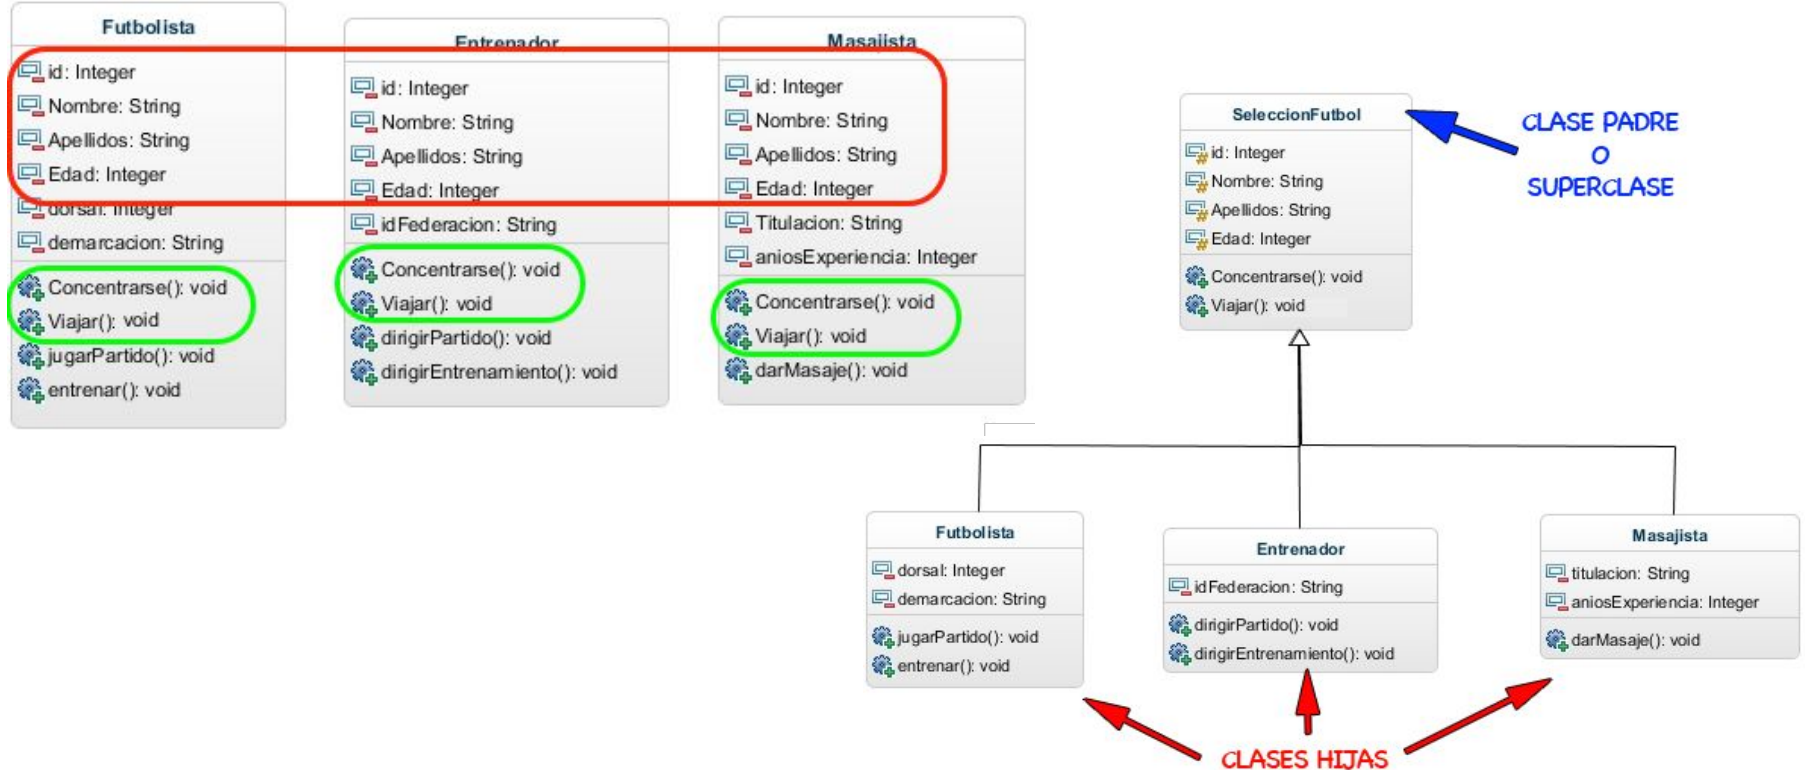 Futbolista
id: Integer
Nombre: String
Apellidos: String
Edad: Integer
dorsal: Integer
demarcacion: String
Concentrarse(): void
Viajar(): void
jugarPartido(): void
entrenar(): void
Entrenador
id: Integer
Nombre: String
Apellidos: String
Edad: Integer
idFederacion: String
Concentrarse(): void
Viajar(): void
dirigirPartido(): void
dirigirEntrenamiento(): void
Masajista
id: Integer
Nombre: String
Apellidos: String
Edad: Integer
Titulacion: String
aniosExperiencia: Integer
Concentrarse(): void
Viajar(): void
darMasaje(): void
SeleccionFutbol
id: Integer
Nombre: String
Apellidos: String
Edad: Integer
Concentrarse(): void
Viajar(): void
CLASE PADRE
O
SUPERCLASE
Futbolista
dorsal: Integer
demarcacion: String
jugarPartido(): void
entrenar(): void
Entrenador
idFederacion: String
dirigirPartido(): void
dirigirEntrenamiento(): void
Masajista
titulacion: String
aniosExperiencia: Integer
darMasaje(): void
CLASES HIJAS